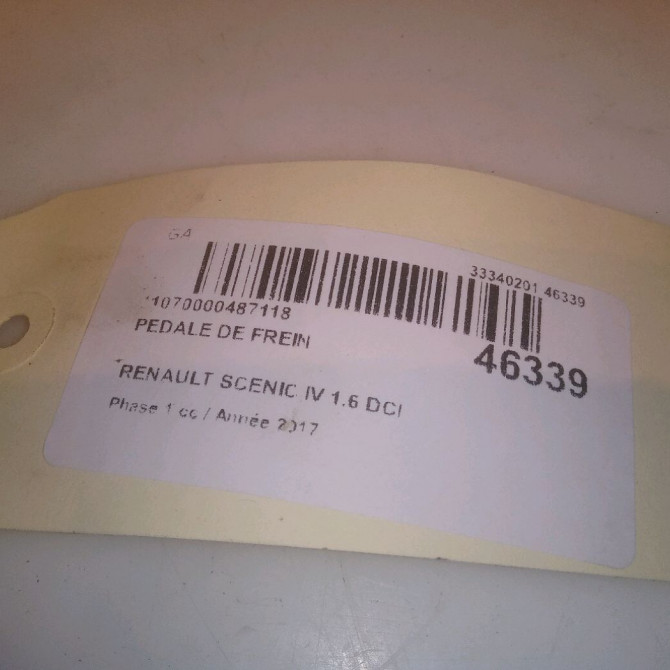 GA
33340201 46339
*1070000487118
PEDALE DE FREIN
46339
RENAULT SCENIC IV 1.6 DCI
Phase 1 cc / Année 2017